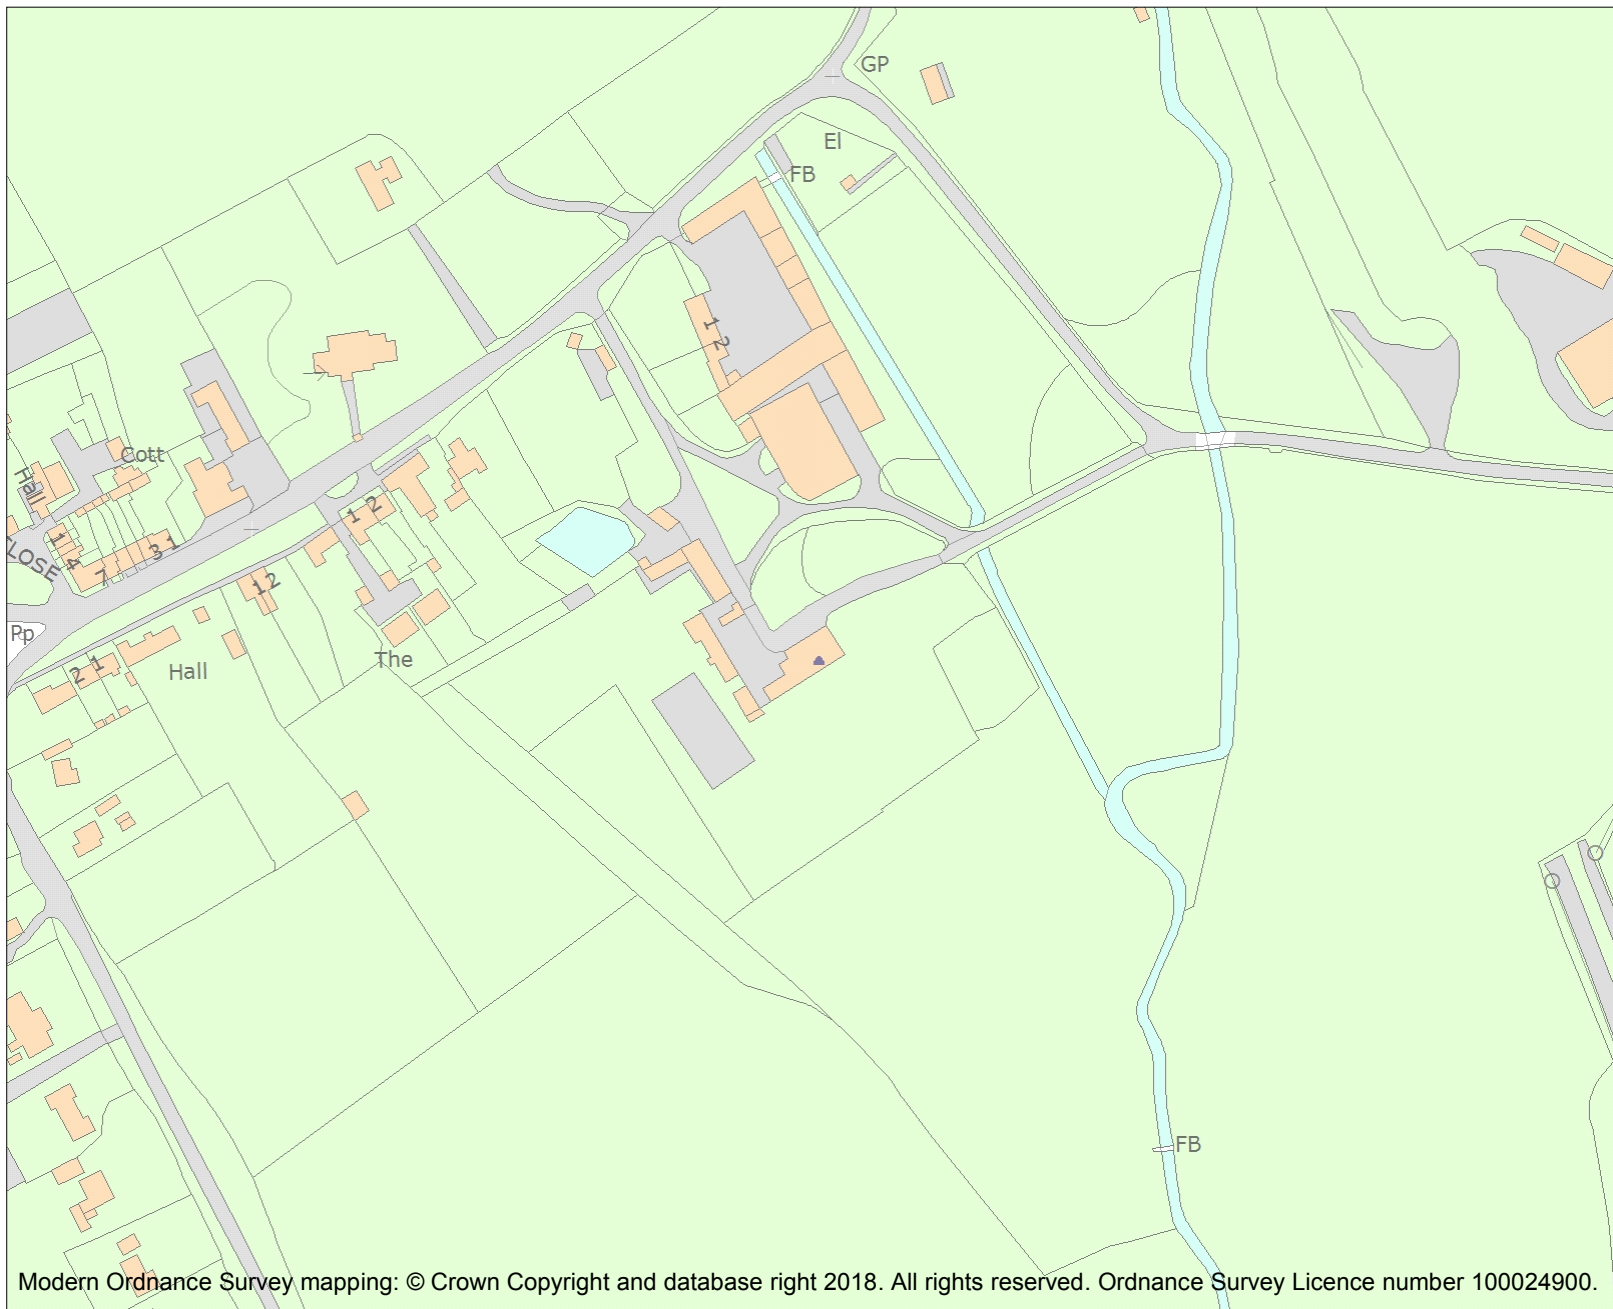 GP
El
FB
1
2
Cott
Hall
1 2
3 1
1
4
7
CLOSE
1 2
Pp
2 1
Hall
The
FB
Modern Ordnance Survey mapping: © Crown Copyright and database right 2018. All rights reserved. Ordnance Survey Licence number 100024900.